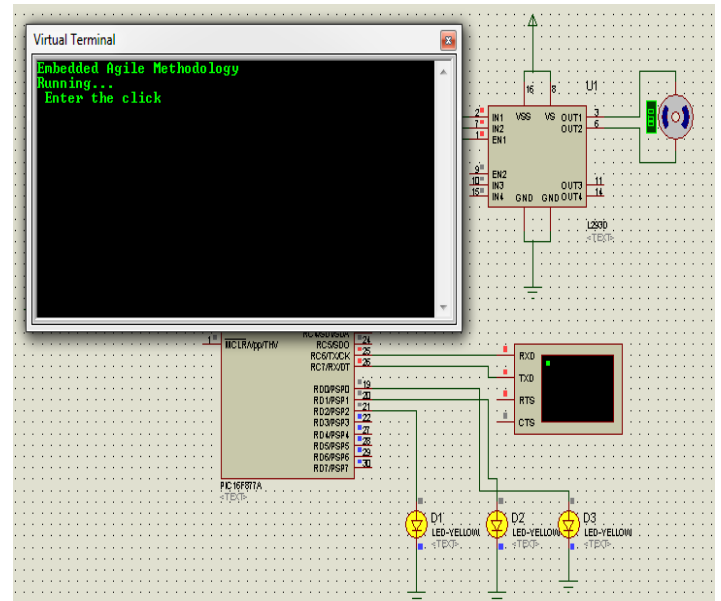 Virtual Terminal
Embedded Agile Methodology
Running...
Enter the click
U1
16 8
2 IN1 VSS VS OUT1 3
7 IN2 OUT2 6
1 EN1
9 EN2
10 IN3 OUT3 11
15 IN4 GND GND OUT4 14
L293D
<TEXT>
1 MCLR/Vpp/THV
RC4/SDI/SDA
RC5/SDO 24
RC6/TX/CK 25
RC7/RX/DT 26
RD0/PSP0 19
RD1/PSP1 20
RD2/PSP2 21
RD3/PSP3 22
RD4/PSP4 27
RD5/PSP5 28
RD6/PSP6 29
RD7/PSP7 30
PIC16F877A
<TEXT>
RXD
TXD
RTS
CTS
D1
LED-YELLOW
<TEXT>
D2
LED-YELLOW
<TEXT>
D3
LED-YELLOW
<TEXT>